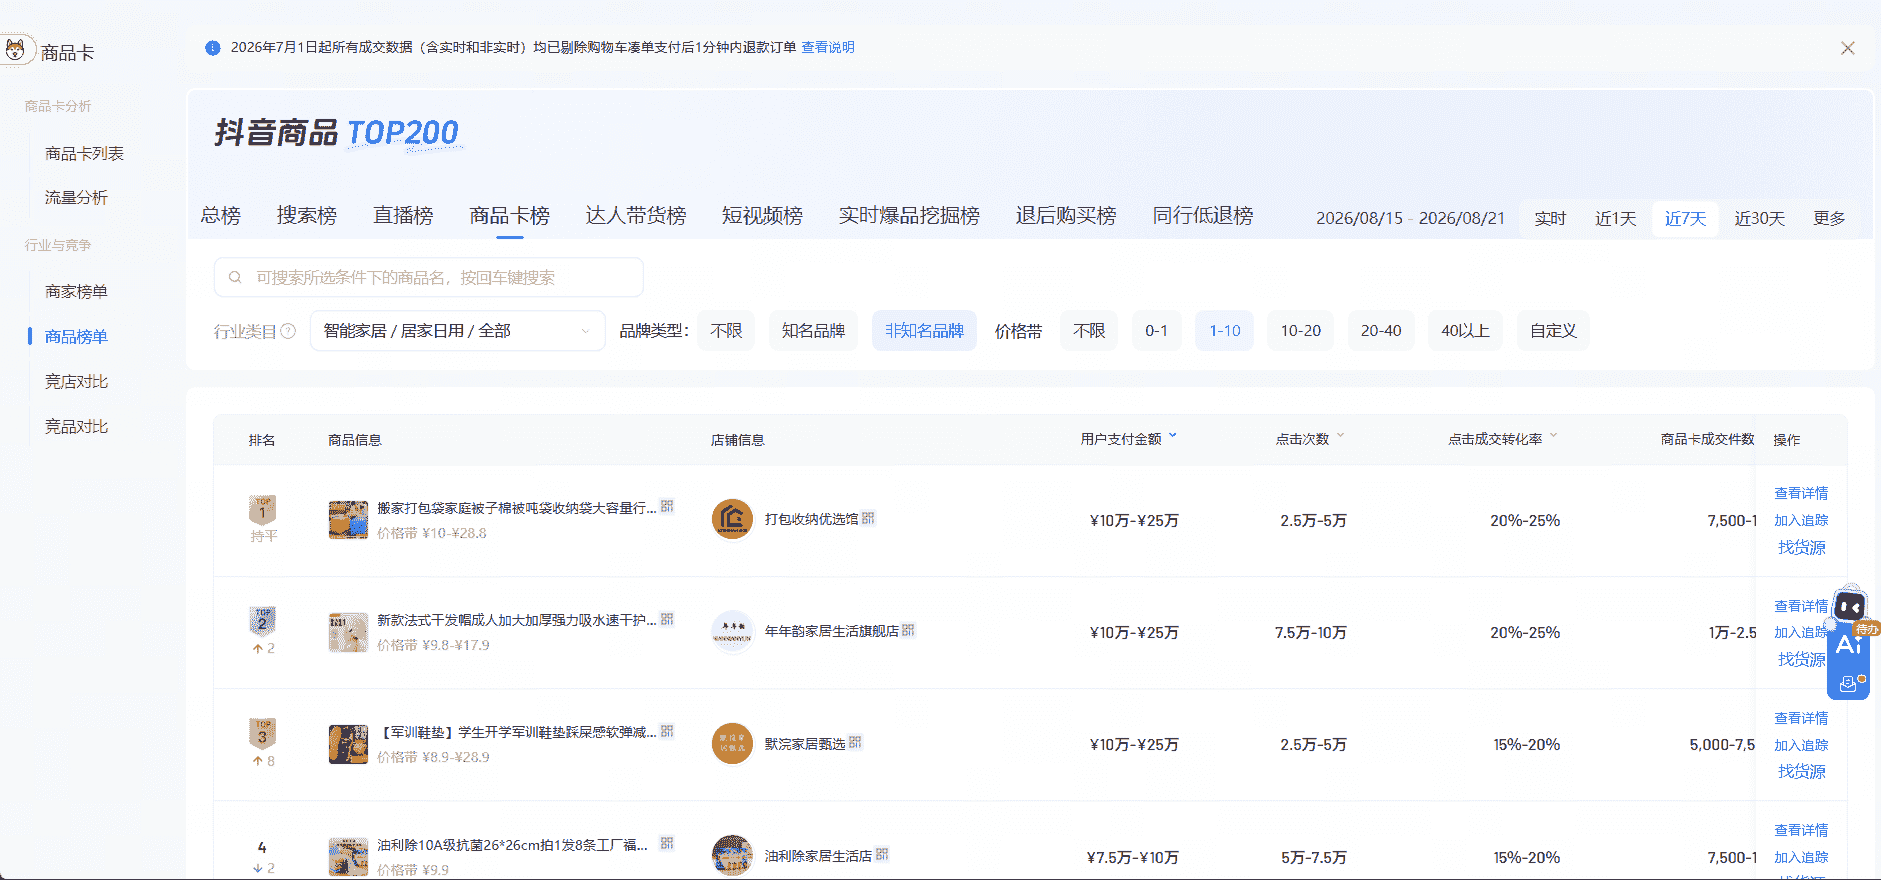 商品卡
2026年7月1日起所有成交数据（含实时和非实时）均已剔除购物车凑单支付后1分钟内退款订单 查看说明
商品卡分析
商品卡列表
流量分析
行业与竞争
商家榜单
商品榜单
竞店对比
竞品对比
抖音商品 TOP200
总榜 搜索榜 直播榜 商品卡榜 达人带货榜 短视频榜 实时爆品挖掘榜 退后购买榜 同行低退榜 2026/08/15 - 2026/08/21 实时 近1天 近7天 近30天 更多
可搜索所选条件下的商品名，按回车键搜索
行业类目 智能家居 / 居家日用 / 全部 品牌类型： 不限 知名品牌 非知名品牌 价格带 不限 0-1 1-10 10-20 20-40 40以上 自定义
排名 商品信息 店铺信息 用户支付金额 点击次数 点击成交转化率 商品卡成交件数 操作
TOP 1 持平
搬家打包袋家庭被子棉被吨袋收纳袋大容量行...
价格带 ¥10-¥28.8
打包收纳优选馆
¥10万-¥25万 2.5万-5万 20%-25% 7,500-1
查看详情
加入追踪
找货源
TOP 2 2
新款法式干发帽成人加大加厚强力吸水速干护...
价格带 ¥9.8-¥17.9
年年韵家居生活旗舰店
¥10万-¥25万 7.5万-10万 20%-25% 1万-2.5
查看详情
加入追踪
找货源
待办
Ai
TOP 3 8
【军训鞋垫】学生开学军训鞋垫踩屎感软弹减...
价格带 ¥8.9-¥28.9
默浣家居甄选
¥10万-¥25万 2.5万-5万 15%-20% 5,000-7,5
查看详情
加入追踪
找货源
4 2
油利除10A级抗菌26*26cm拍1发8条工厂福...
价格带 ¥9.9
油利除家居生活店
¥7.5万-¥10万 5万-7.5万 15%-20% 7,500-1
查看详情
加入追踪